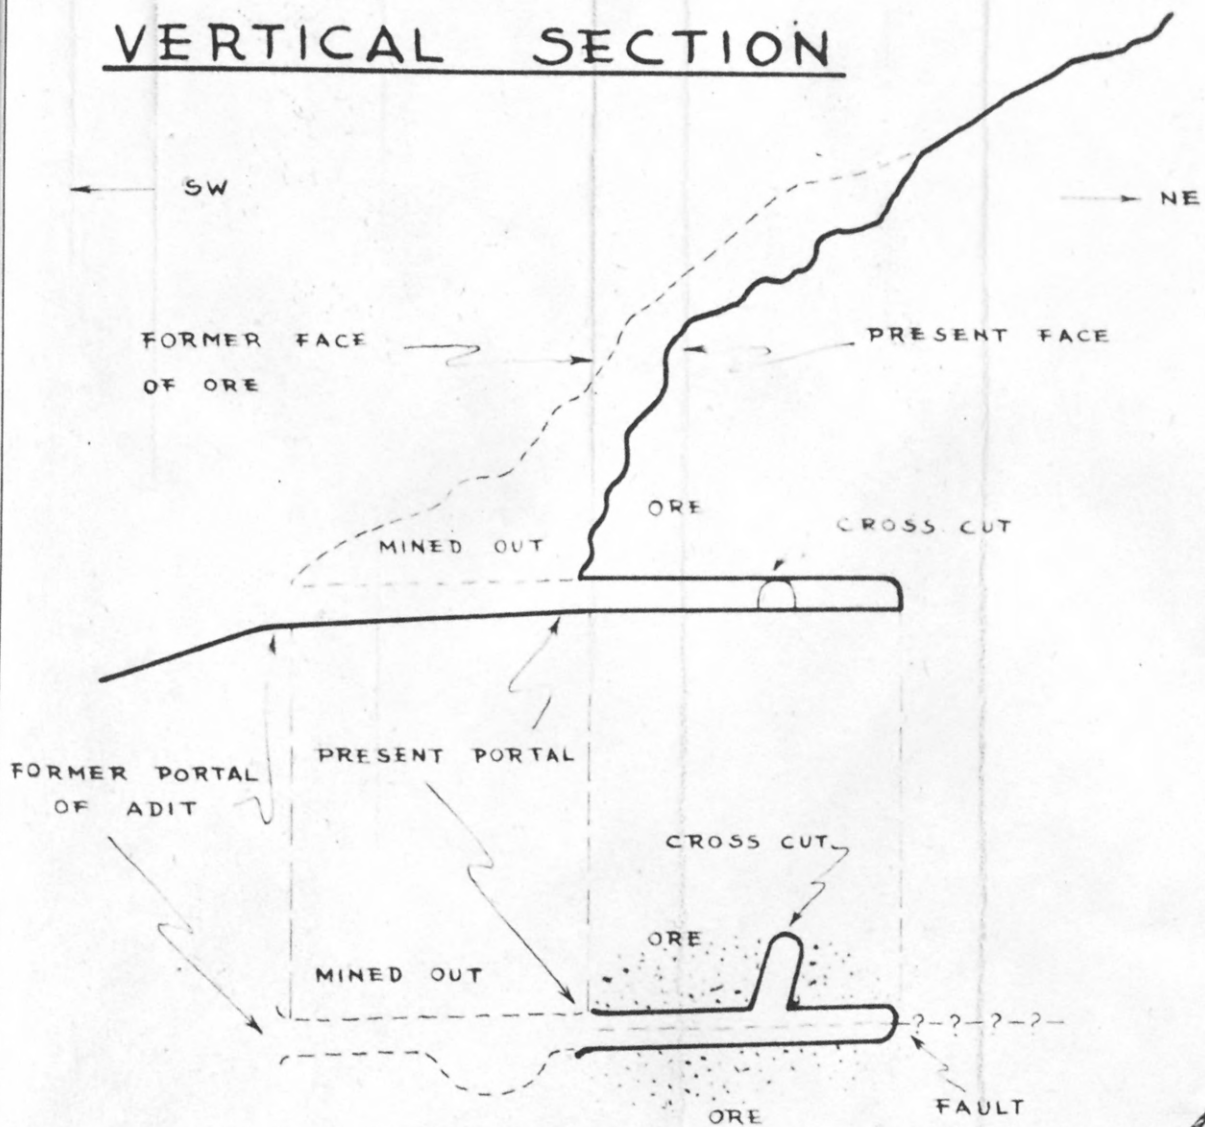 VERTICAL SECTION
SW
NE
FORMER FACE
OF ORE
PRESENT FACE
ORE
CROSS CUT
MINED OUT
FORMER PORTAL
OF ADIT
PRESENT PORTAL
CROSS CUT
ORE
MINED OUT
-?-?-?-?-
FAULT
ORE